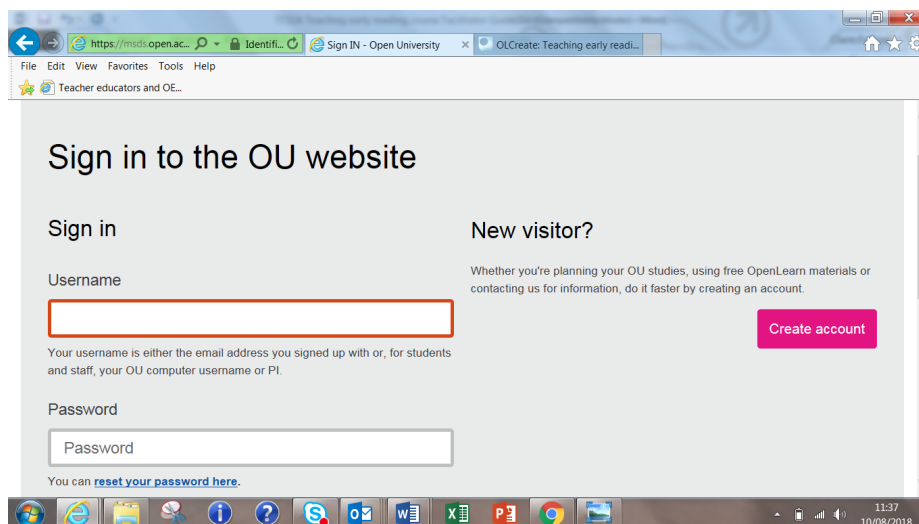 https://msds.open.ac...
Identifi...
Sign IN - Open University
OLCreate: Teaching early readi...
File Edit View Favorites Tools Help
Teacher educators and OE...
Sign in to the OU website
Sign in
Username
Your username is either the email address you signed up with or, for students
and staff, your OU computer username or PI.
Password
Password
You can reset your password here.
New visitor?
Whether you're planning your OU studies, using free OpenLearn materials or
contacting us for information, do it faster by creating an account.
Create account
11:37
10/08/2018